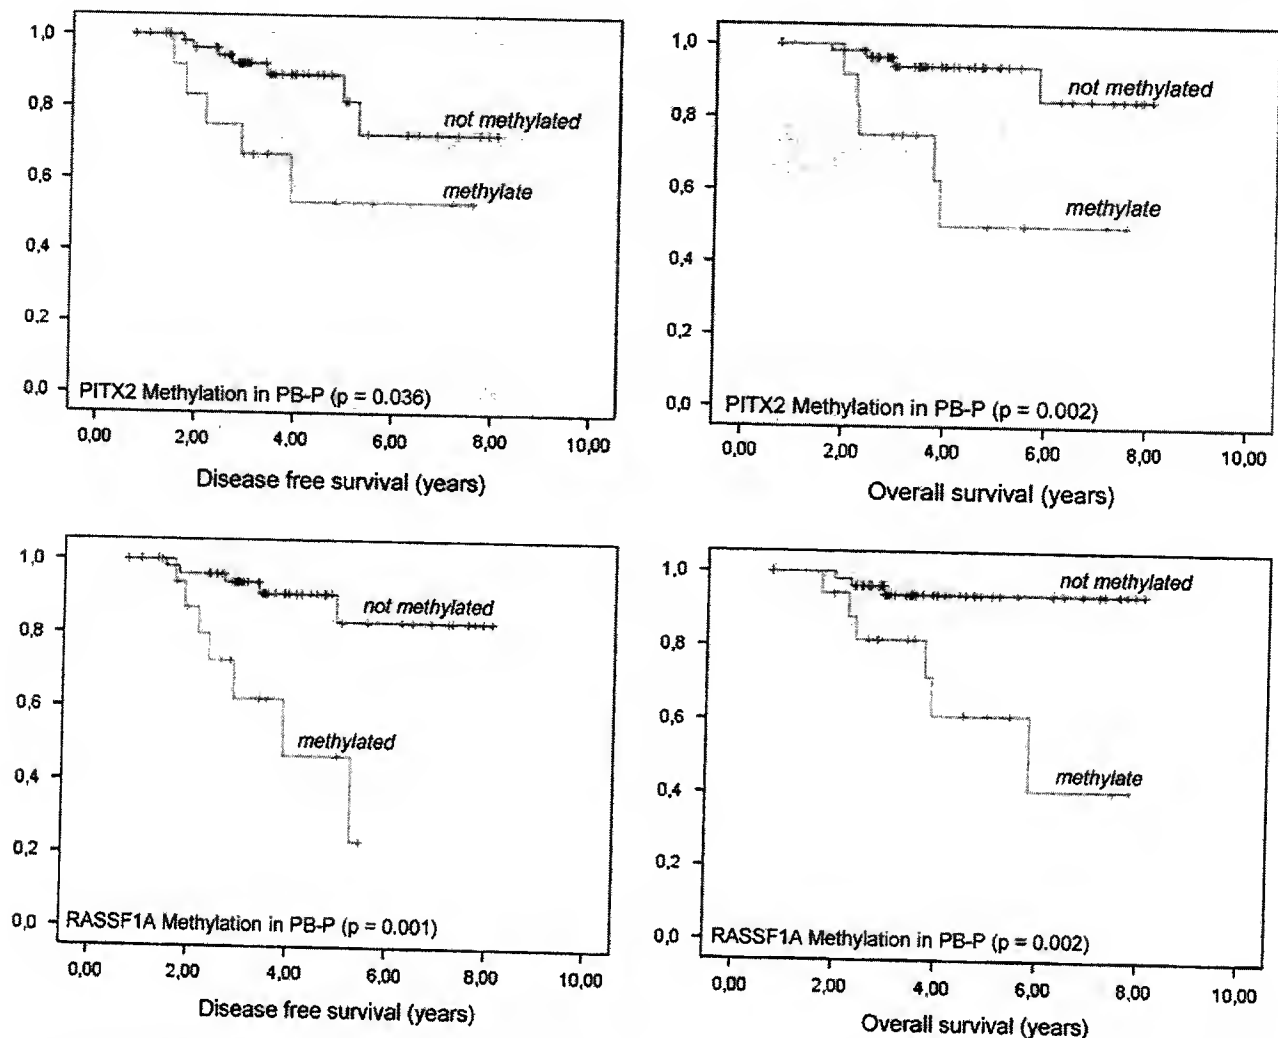 1,0
0,8
0,6
0,4
0,2
0,0
not methylated
methylate
PITX2 Methylation in PB-P (p = 0.036)
0,00 2,00 4,00 6,00 8,00 10,00
Disease free survival (years)
1,0
0,8
0,6
0,4
0,2
0,0
not methylated
methylate
PITX2 Methylation in PB-P (p = 0.002)
0,00 2,00 4,00 6,00 8,00 10,00
Overall survival (years)
1,0
0,8
0,6
0,4
0,2
0,0
not methylated
methylated
RASSF1A Methylation in PB-P (p = 0.001)
0,00 2,00 4,00 6,00 8,00 10,00
Disease free survival (years)
1,0
0,8
0,6
0,4
0,2
0,0
not methylated
methylate
RASSF1A Methylation in PB-P (p = 0.002)
0,00 2,00 4,00 6,00 8,00 10,00
Overall survival (years)